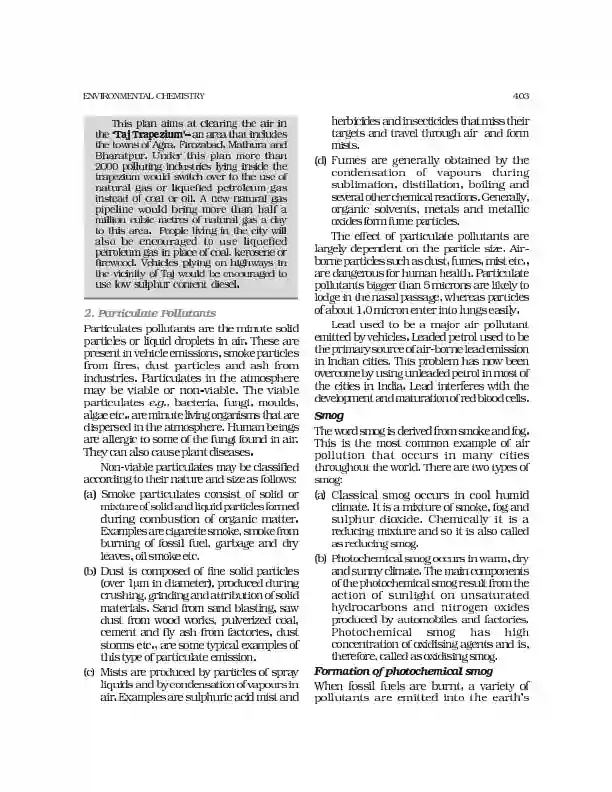 ENVIRONMENTAL CHEMISTRY 403
This plan aims at clearing the air in
the 'Taj Trapezium'– an area that includes
the towns of Agra, Firozabad, Mathura and
Bharatpur. Under this plan more than
2000 polluting industries lying inside the
trapezium would switch over to the use of
natural gas or liquefied petroleum gas
instead of coal or oil. A new natural gas
pipeline would bring more than half a
million cubic metres of natural gas a day
to this area. People living in the city will
also be encouraged to use liquefied
petroleum gas in place of coal, kerosene or
firewood. Vehicles plying on highways in
the vicinity of Taj would be encouraged to
use low sulphur content diesel.
2. Particulate Pollutants
Particulates pollutants are the minute solid
particles or liquid droplets in air. These are
present in vehicle emissions, smoke particles
from fires, dust particles and ash from
industries. Particulates in the atmosphere
may be viable or non-viable. The viable
particulates e.g., bacteria, fungi, moulds,
algae etc., are minute living organisms that are
dispersed in the atmosphere. Human beings
are allergic to some of the fungi found in air.
They can also cause plant diseases.
Non-viable particulates may be classified
according to their nature and size as follows:
(a) Smoke particulates consist of solid or
mixture of solid and liquid particles formed
during combustion of organic matter.
Examples are cigarette smoke, smoke from
burning of fossil fuel, garbage and dry
leaves, oil smoke etc.
(b) Dust is composed of fine solid particles
(over 1μm in diameter), produced during
crushing, grinding and attribution of solid
materials. Sand from sand blasting, saw
dust from wood works, pulverized coal,
cement and fly ash from factories, dust
storms etc., are some typical examples of
this type of particulate emission.
(c) Mists are produced by particles of spray
liquids and by condensation of vapours in
air. Examples are sulphuric acid mist and
herbicides and insecticides that miss their
targets and travel through air and form
mists.
(d) Fumes are generally obtained by the
condensation of vapours during
sublimation, distillation, boiling and
several other chemical reactions. Generally,
organic solvents, metals and metallic
oxides form fume particles.
The effect of particulate pollutants are
largely dependent on the particle size. Air-
borne particles such as dust, fumes, mist etc.,
are dangerous for human health. Particulate
pollutants bigger than 5 microns are likely to
lodge in the nasal passage, whereas particles
of about 1.0 micron enter into lungs easily.
Lead used to be a major air pollutant
emitted by vehicles. Leaded petrol used to be
the primary source of air-borne lead emission
in Indian cities. This problem has now been
overcome by using unleaded petrol in most of
the cities in India. Lead interferes with the
development and maturation of red blood cells.
Smog
The word smog is derived from smoke and fog.
This is the most common example of air
pollution that occurs in many cities
throughout the world. There are two types of
smog:
(a) Classical smog occurs in cool humid
climate. It is a mixture of smoke, fog and
sulphur dioxide. Chemically it is a
reducing mixture and so it is also called
as reducing smog.
(b) Photochemical smog occurs in warm, dry
and sunny climate. The main components
of the photochemical smog result from the
action of sunlight on unsaturated
hydrocarbons and nitrogen oxides
produced by automobiles and factories.
Photochemical smog has high
concentration of oxidising agents and is,
therefore, called as oxidising smog.
Formation of photochemical smog
When fossil fuels are burnt, a variety of
pollutants are emitted into the earth's